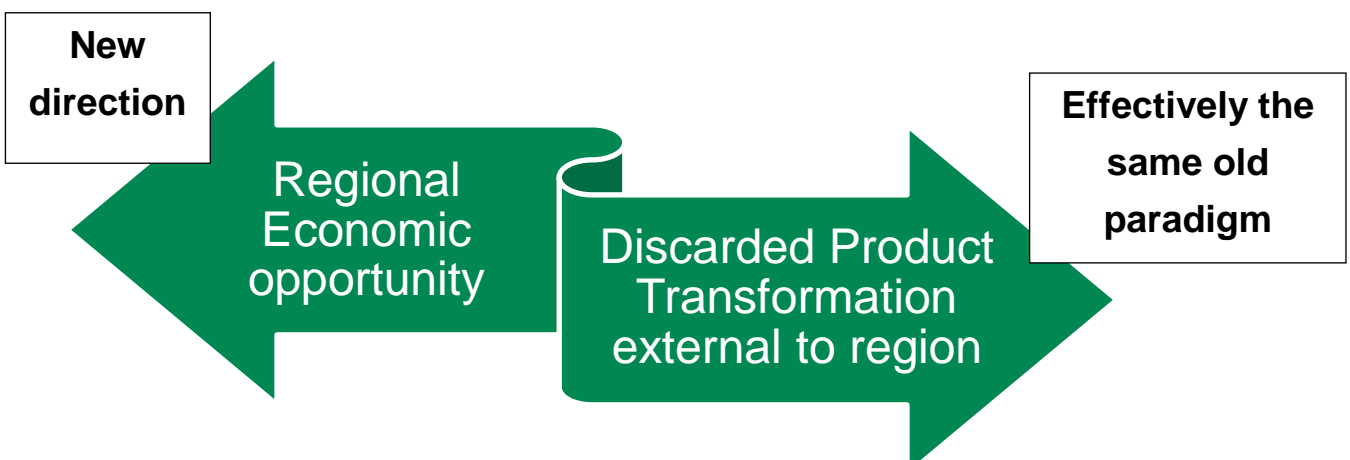 New
direction
Regional
Economic
opportunity
Discarded Product
Transformation
external to region
Effectively the
same old
paradigm